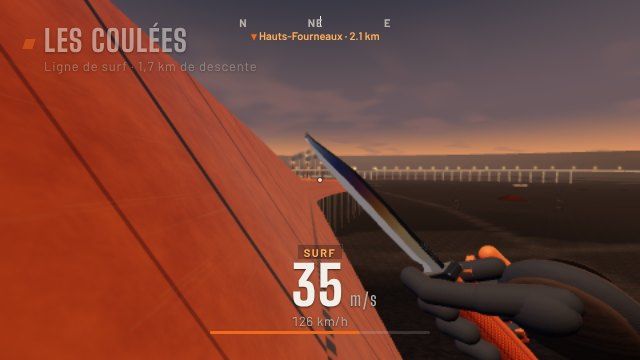 N NE E
Hauts-Fourneaux · 2.1 km
LES COULÉES
Ligne de surf · 1,7 km de descente
SURF
35 m/s
126 km/h